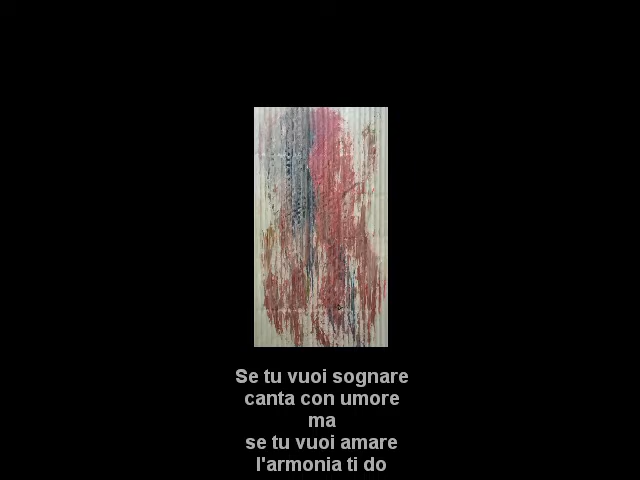 Se tu vuoi sognare
canta con umore
ma
se tu vuoi amare
l'armonia ti do